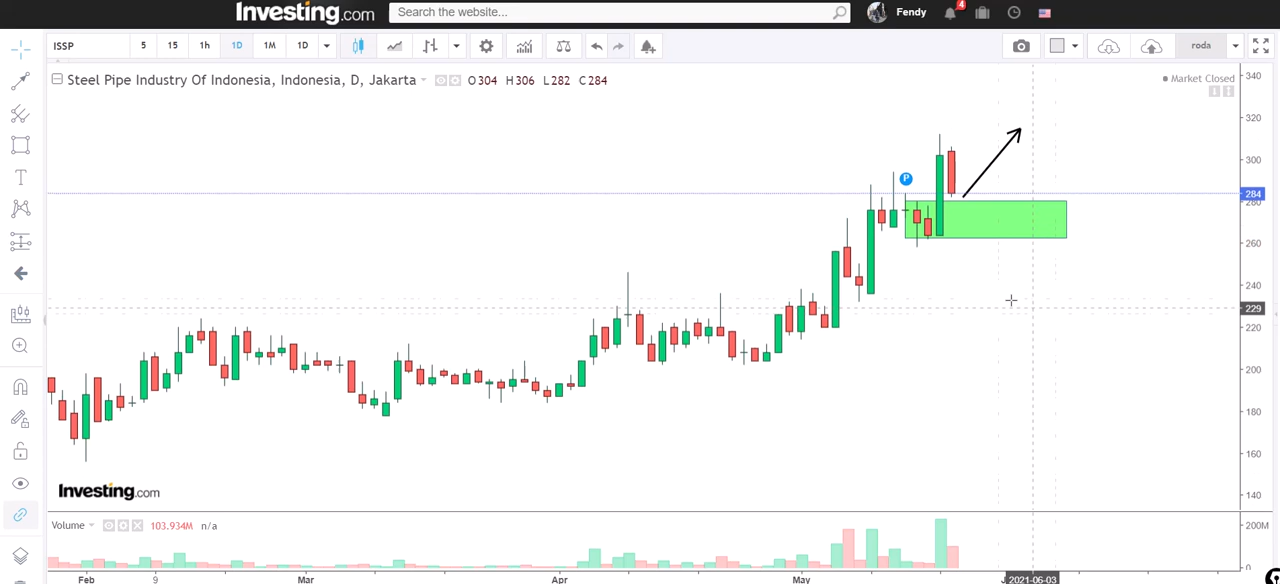 Investing.com Search the website... Fendy 4
ISSP 5 15 1h 1D 1M 1D roda
Steel Pipe Industry Of Indonesia, Indonesia, D, Jakarta O304 H306 L282 C284
Market Closed
340
320
300
P
284
280
260
240
229
220
200
180
160
140
Investing.com
Volume 103.934M n/a
200M
0
Feb 9 Mar Apr May 2021-06-03